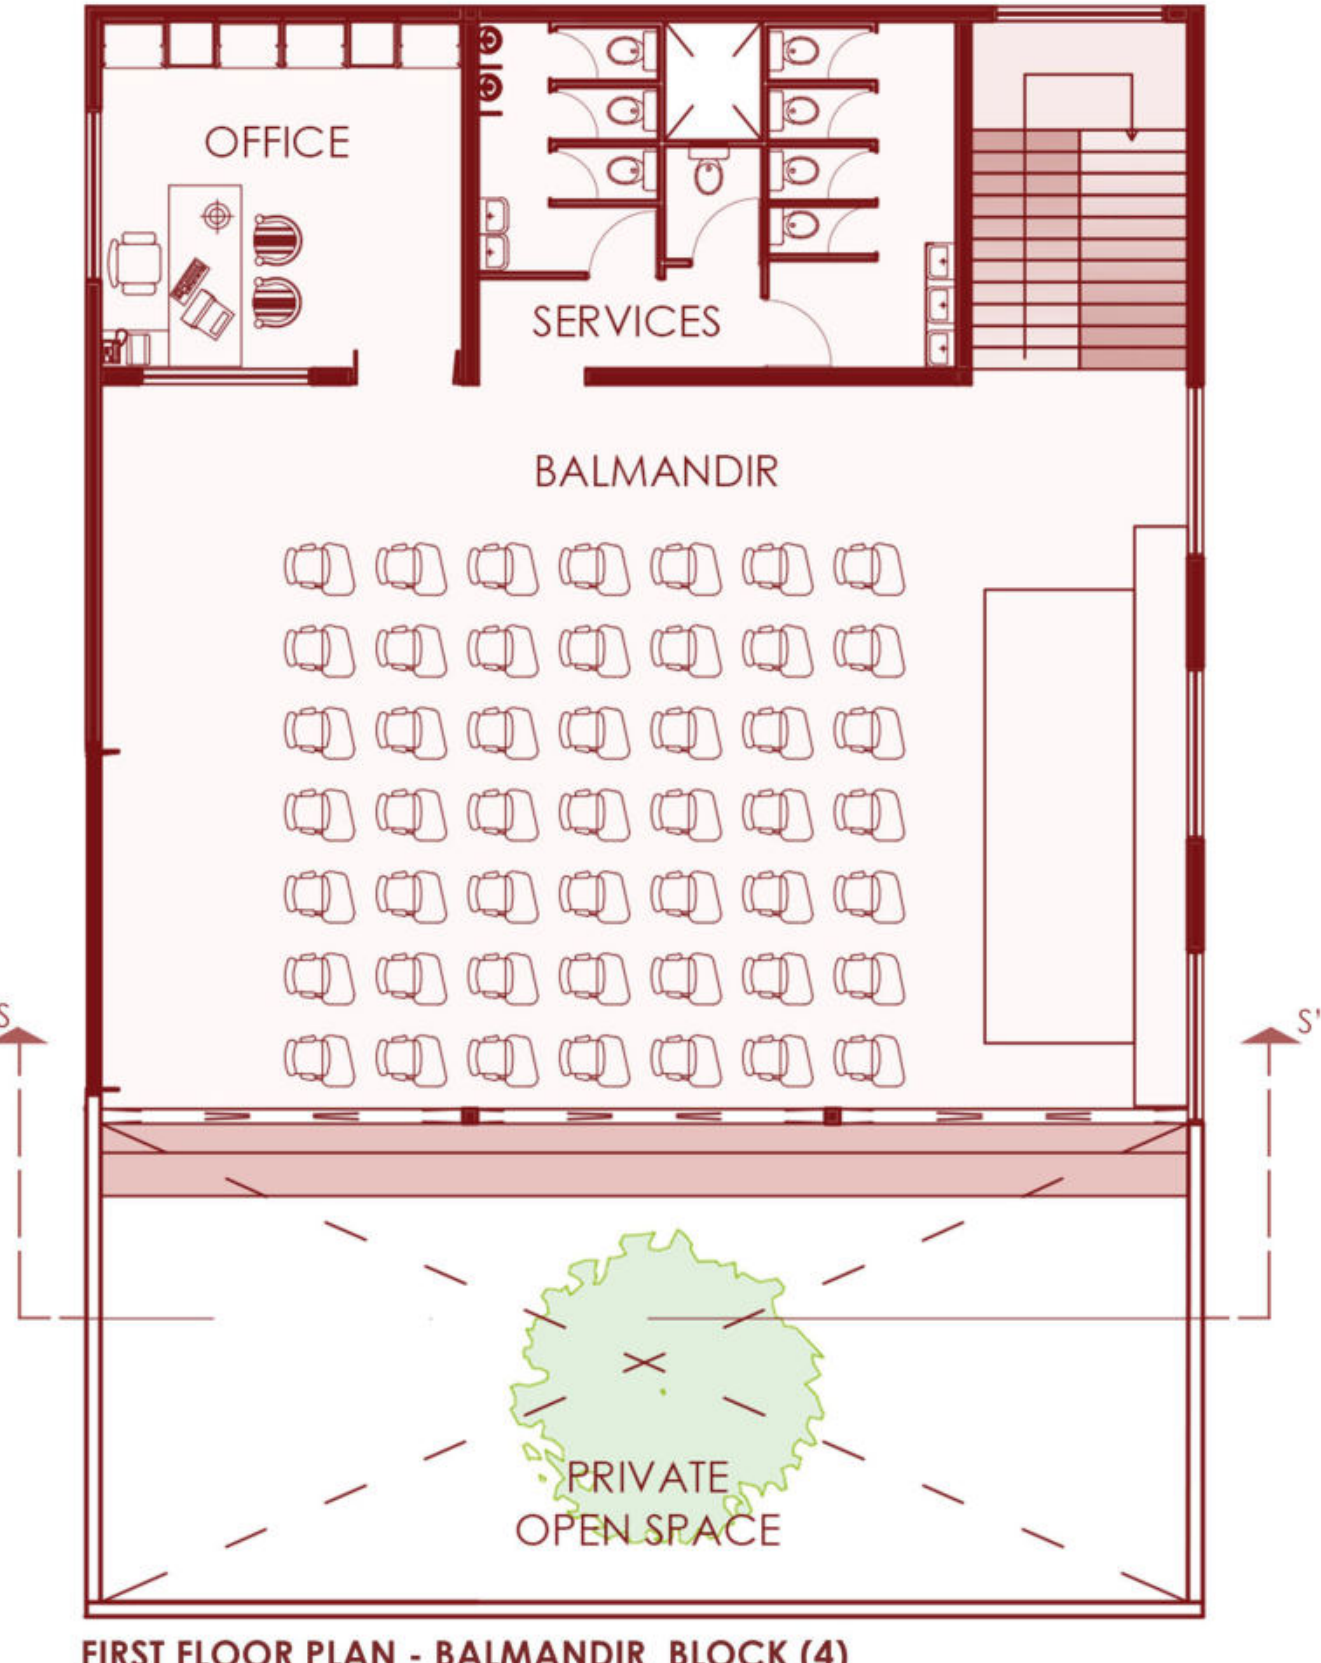 OFFICE
SERVICES
BALMANDIR
S
S'
PRIVATE
OPEN SPACE
FIRST FLOOR PLAN - BALMANDIR BLOCK (4)